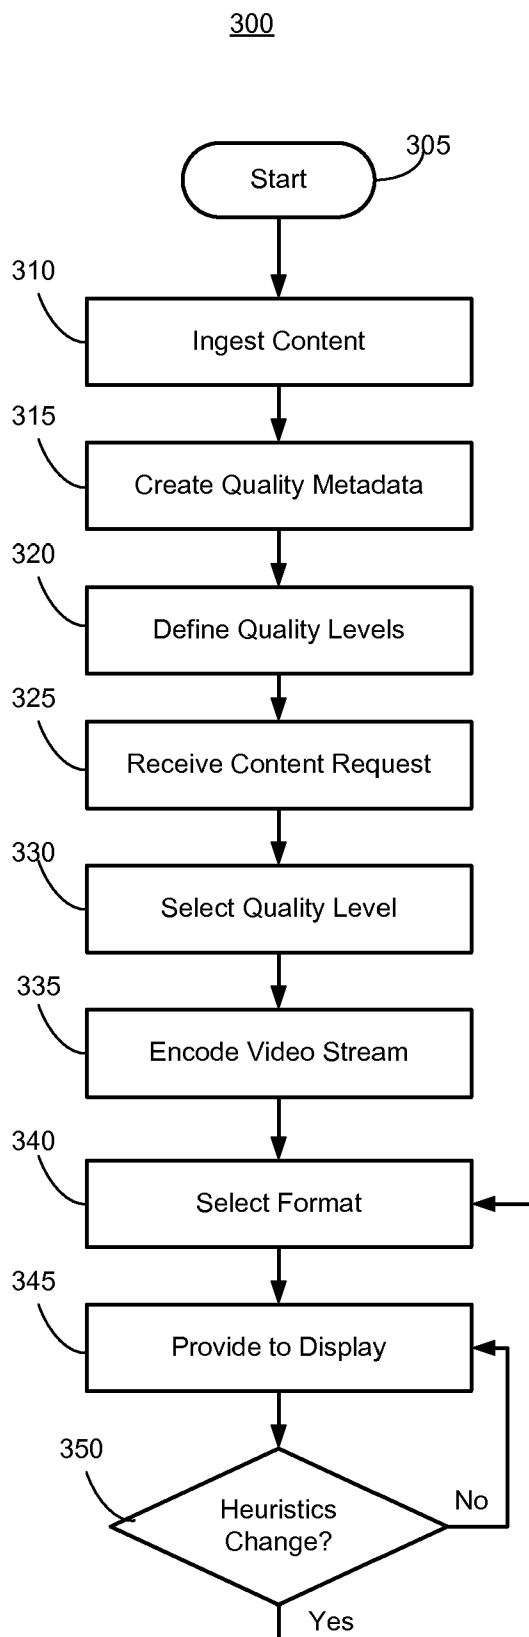 300
305
Start
310
Ingest Content
315
Create Quality Metadata
320
Define Quality Levels
325
Receive Content Request
330
Select Quality Level
335
Encode Video Stream
340
Select Format
345
Provide to Display
350
Heuristics
Change?
No
Yes